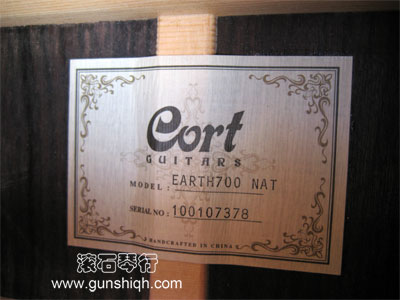 Cort
GUITARS
MODEL: EARTH700 NAT
SERIAL NO: 100107378
HANDCRAFTED IN CHINA
滚石琴行
www.gunshiqh.com